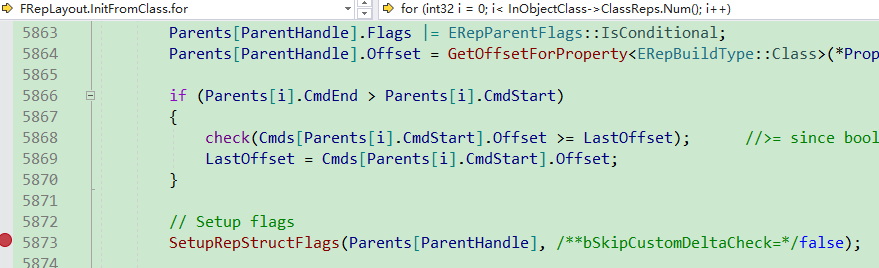 FRepLayout.InitFromClass.for
for (int32 i = 0; i< InObjectClass->ClassReps.Num(); i++)
5863 Parents[ParentHandle].Flags |= ERepParentFlags::IsConditional;
5864 Parents[ParentHandle].Offset = GetOffsetForProperty<ERepBuildType::Class>(*Prop
5865
5866 if (Parents[i].CmdEnd > Parents[i].CmdStart)
5867 {
5868 check(Cmds[Parents[i].CmdStart].Offset >= LastOffset); //>= since bool
5869 LastOffset = Cmds[Parents[i].CmdStart].Offset;
5870 }
5871
5872 // Setup flags
5873 SetupRepStructFlags(Parents[ParentHandle], /**bSkipCustomDeltaCheck=*/false);
5874